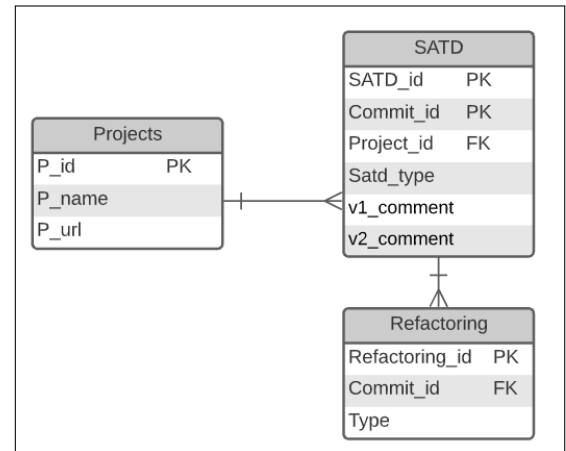 Projects
P_id PK
P_name
P_url
SATD
SATD_id PK
Commit_id PK
Project_id FK
Satd_type
v1_comment
v2_comment
Refactoring
Refactoring_id PK
Commit_id FK
Type